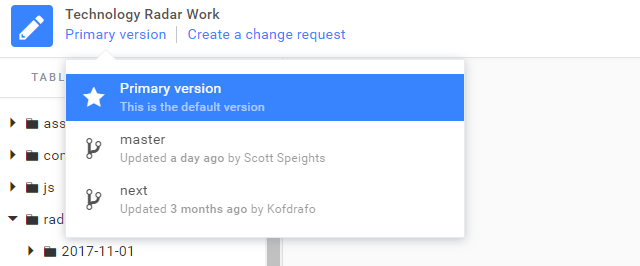 Technology Radar Work
Primary version Create a change request
TABL
Primary version
This is the default version
ass
master
Updated a day ago by Scott Speights
con
js
next
Updated 3 months ago by Kofdrafo
rad
2017-11-01